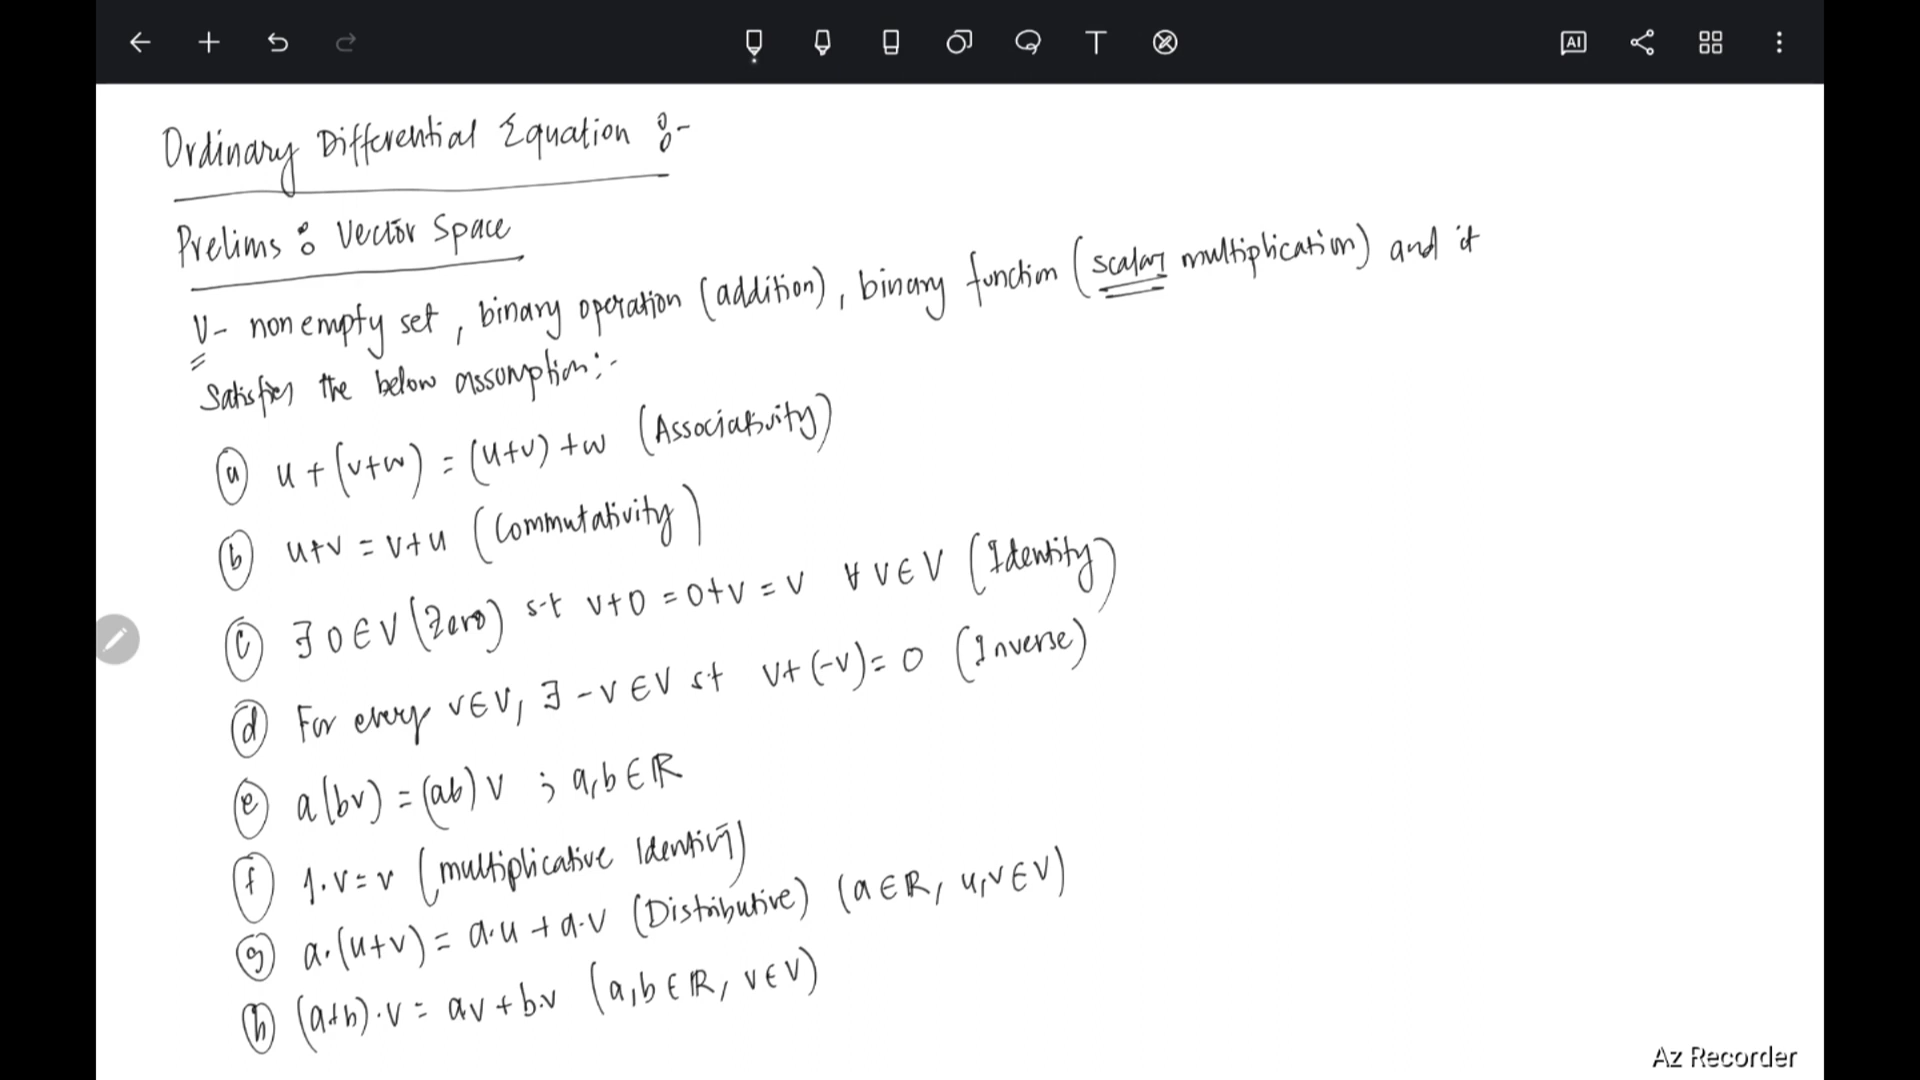 Ordinary Differential Equation :-
Prelims : Vector Space
V- non empty set, binary operation (addition), binary function (scalar multiplication) and it
Satisfies the below assumption:-
(a) u + (v+w) = (u+v) + w (Associativity)
(b) u+v = v+u (Commutativity)
(c) ∃ 0 ∈ V (Zero) s.t v+0 = 0+v = v ∀ v ∈ V (Identity)
(d) For every v∈V, ∃ -v ∈ V s.t v+(-v) = 0 (Inverse)
(e) a(bv) = (ab) v ; a,b ∈ ℝ
(f) 1.v = v (multiplicative Identity)
(g) a.(u+v) = a.u + a.v (Distributive) (a∈ℝ, u,v∈V)
(h) (a+b).v = av + b.v (a,b ∈ ℝ, v∈V)
AI
T
Az Recorder